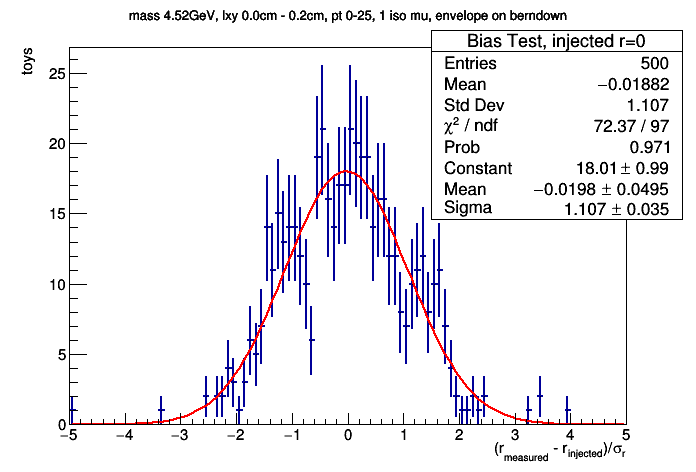 mass 4.52GeV, lxy 0.0cm - 0.2cm, pt 0-25, 1 iso mu, envelope on berndown
Bias Test, injected r=0
Entries 500
Mean −0.01882
Std Dev 1.107
χ² / ndf 72.37 / 97
Prob 0.971
Constant 18.01 ± 0.99
Mean −0.0198 ± 0.0495
Sigma 1.107 ± 0.035
toys
25
20
15
10
5
0
−5 −4 −3 −2 −1 0 1 2 3 4 5
(r_measured - r_injected)/σ_r